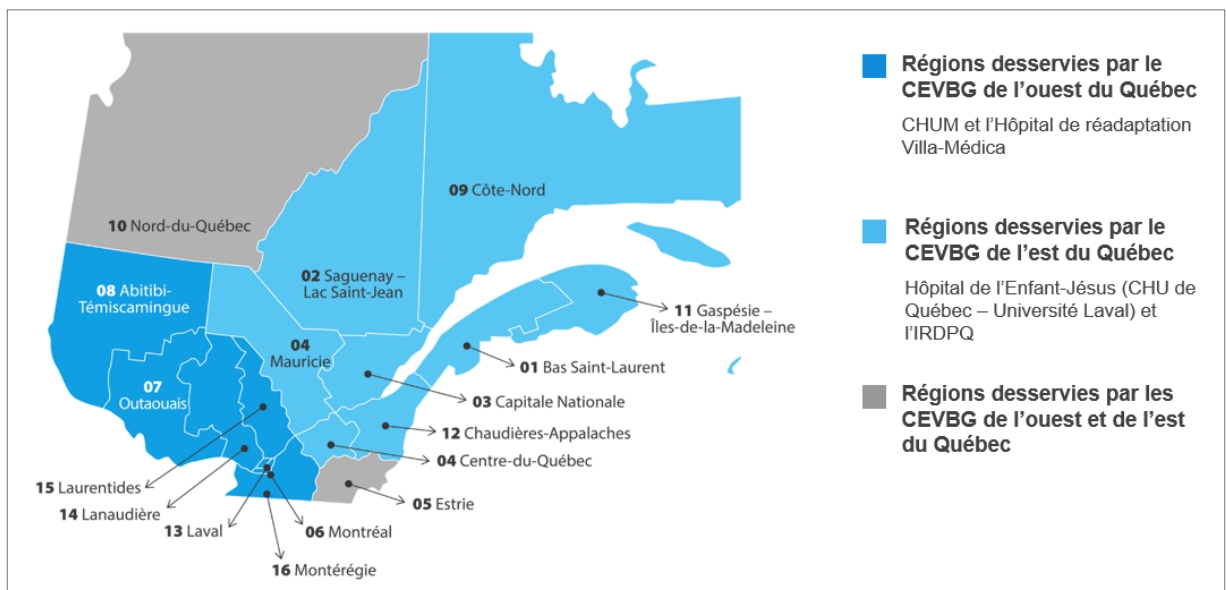 10 Nord-du-Québec
09 Côte-Nord
08 Abitibi-
Témiscamingue
02 Saguenay –
Lac Saint-Jean
11 Gaspésie –
Îles-de-la-Madeleine
04
Mauricie
01 Bas Saint-Laurent
07
Outaouais
03 Capitale Nationale
12 Chaudières-Appalaches
04 Centre-du-Québec
15 Laurentides
14 Lanaudière
13 Laval
06 Montréal
05 Estrie
16 Montérégie
Régions desservies par le
CEVBG de l’ouest du Québec
CHUM et l’Hôpital de réadaptation
Villa-Médica
Régions desservies par le
CEVBG de l’est du Québec
Hôpital de l’Enfant-Jésus (CHU de
Québec – Université Laval) et
l’IRDPQ
Régions desservies par les
CEVBG de l’ouest et de l’est
du Québec